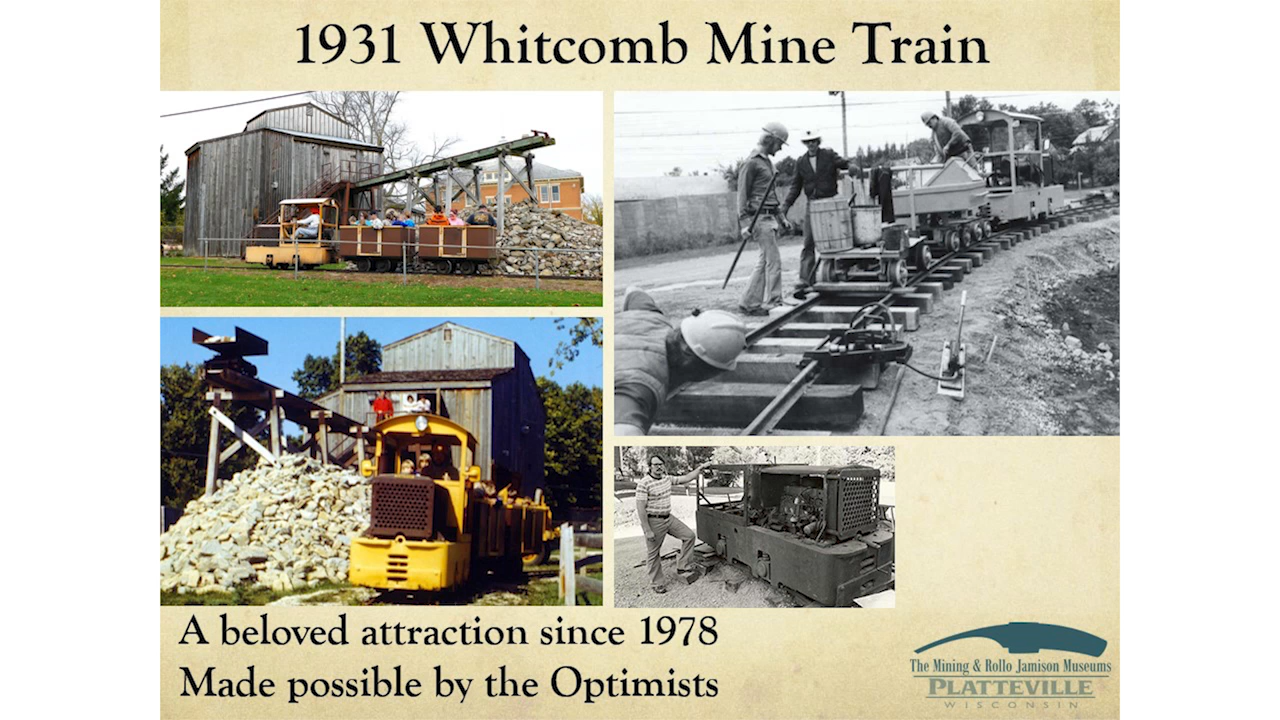 1931 Whitcomb Mine Train
A beloved attraction since 1978
Made possible by the Optimists
The Mining & Rollo Jamison Museums
PLATTEVILLE
WISCONSIN